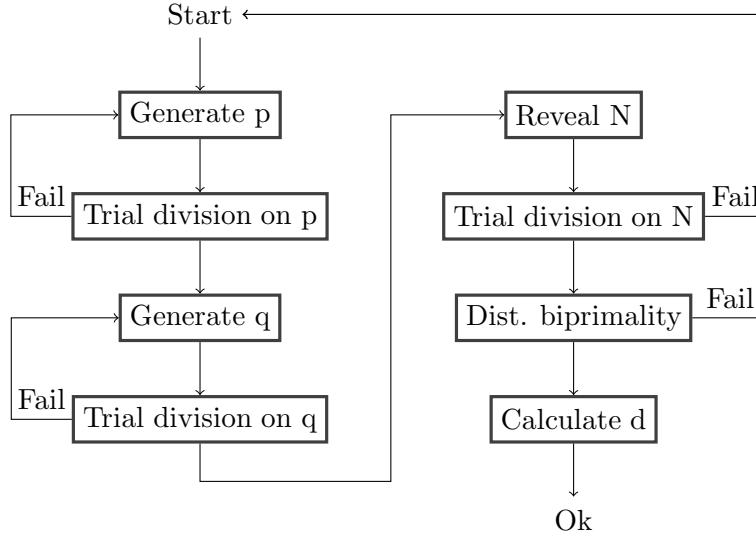 Start
Generate p
Fail
Trial division on p
Generate q
Fail
Trial division on q
Reveal N
Trial division on N
Fail
Dist. biprimality
Fail
Calculate d
Ok